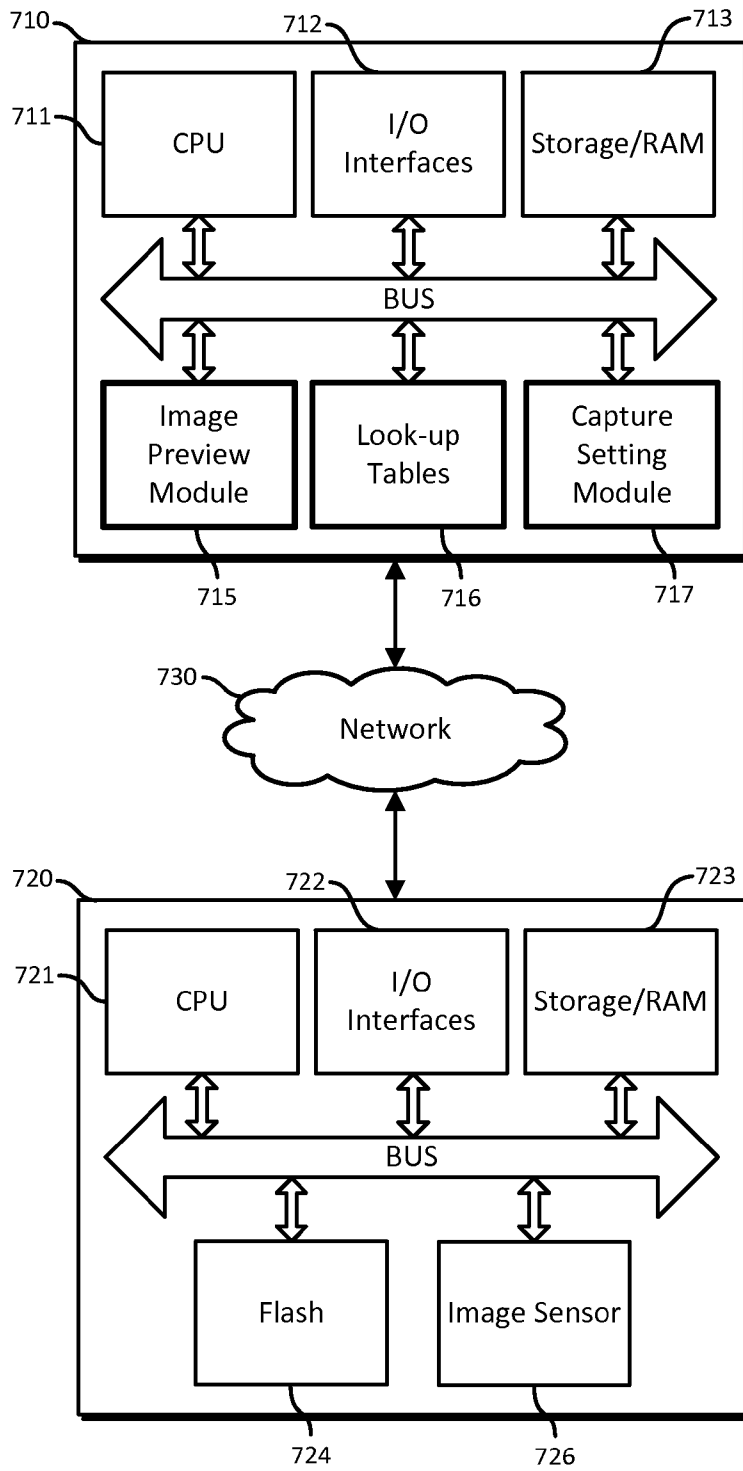 710
712
713
711
CPU
I/O
Interfaces
Storage/RAM
BUS
Image
Preview
Module
Look-up
Tables
Capture
Setting
Module
715
716
717
730
Network
720
722
723
721
CPU
I/O
Interfaces
Storage/RAM
BUS
Flash
Image Sensor
724
726